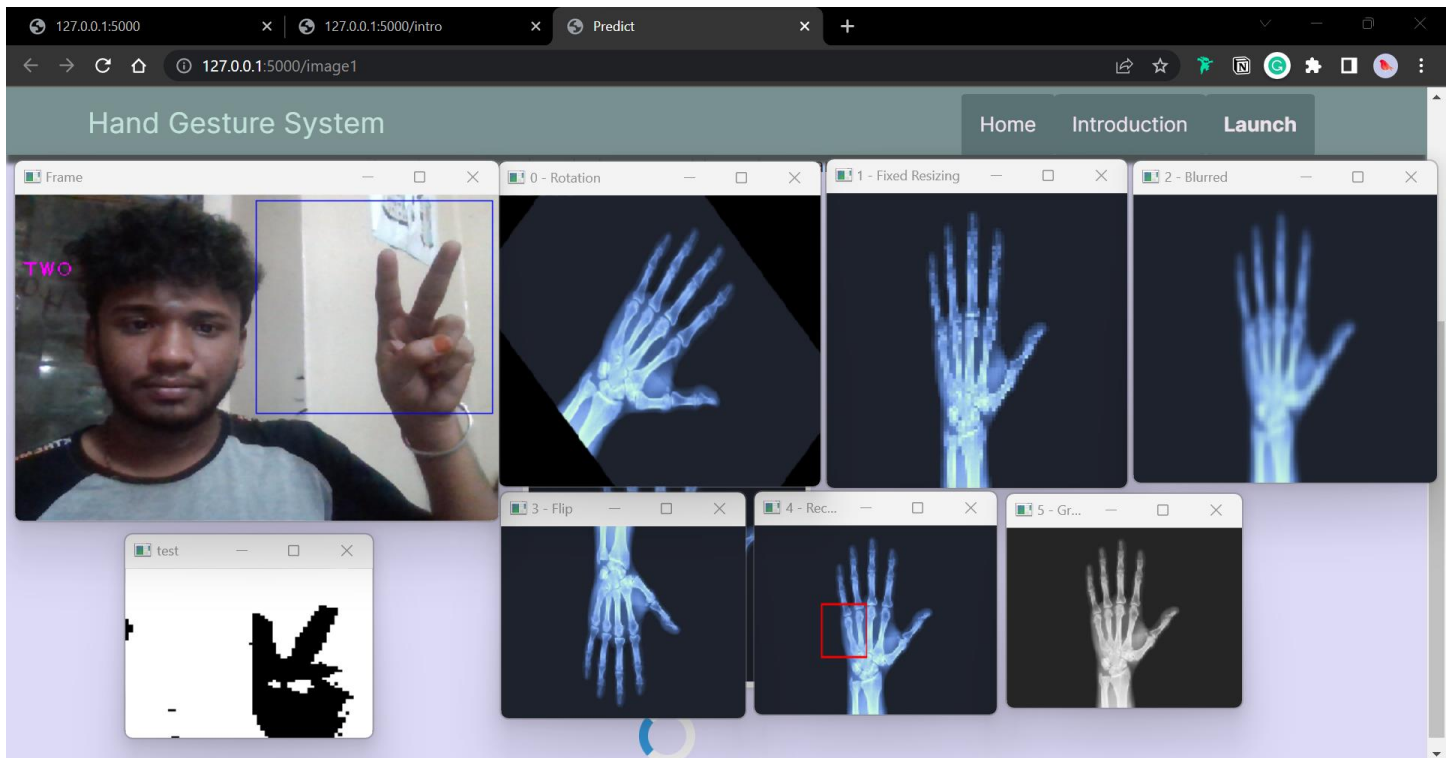 127.0.0.1:5000
127.0.0.1:5000/intro
Predict
127.0.0.1:5000/image1
Hand Gesture System
Home
Introduction
Launch
Frame
0 - Rotation
1 - Fixed Resizing
2 - Blurred
TWO
3 - Flip
4 - Rec...
5 - Gr...
test